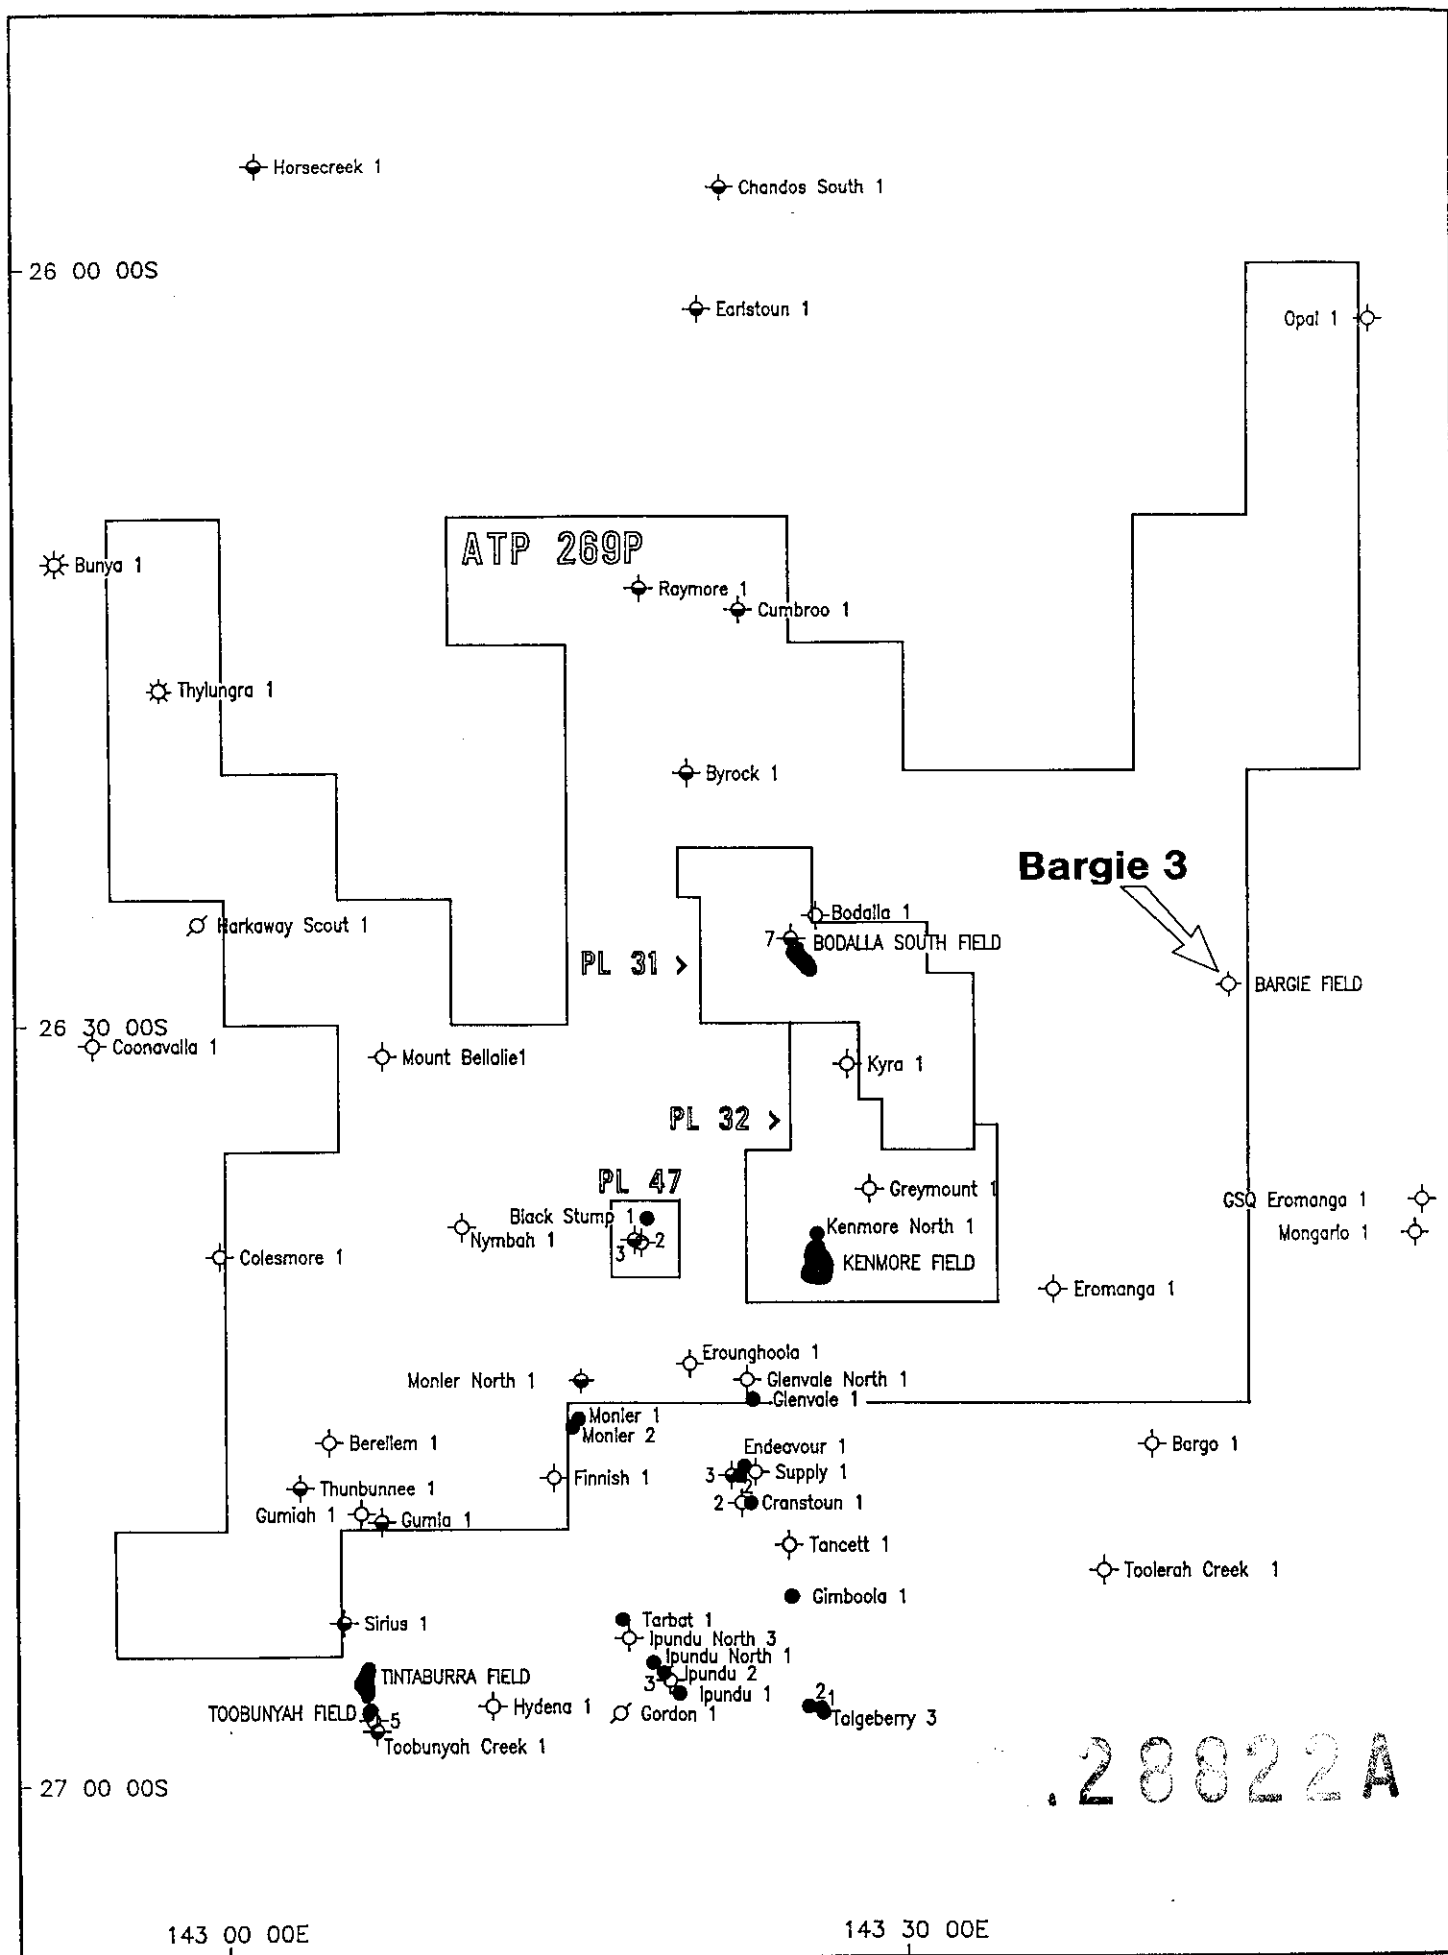 Horsecreek 1
Chandos South 1
26 00 00S
Earlstoun 1
Opal 1
ATP 269P
Bunya 1
Raymore 1
Cumbroo 1
Thylungra 1
Byrock 1
Bargie 3
Bodalla 1
Harkaway Scout 1
7
BODALLA SOUTH FIELD
PL 31 >
BARGIE FIELD
26 30 00S
Coonavalla 1
Mount Bellalie1
Kyra 1
PL 32 >
PL 47
Greymount 1
GSQ Eromanga 1
Black Stump 1
Nymbah 1
3
2
Kenmore North 1
Mongarlo 1
Colesmore 1
KENMORE FIELD
Eromanga 1
Erounghoola 1
Monler North 1
Glenvale North 1
Glenvale 1
Monier 1
Monier 2
Berellem 1
Endeavour 1
Bargo 1
3
2
Supply 1
Finnish 1
Thunbunnee 1
2
Cranstoun 1
Gumiah 1
Gumla 1
Tancett 1
Toolerah Creek 1
Gimboola 1
Sirius 1
Tarbat 1
Ipundu North 3
Ipundu North 1
TINTABURRA FIELD
3
Ipundu 2
Ipundu 1
TOOBUNYAH FIELD
5
Hydena 1
Gordon 1
2
1
Talgeberry 3
Toobunyah Creek 1
28822A
27 00 00S
143 00 00E
143 30 00E